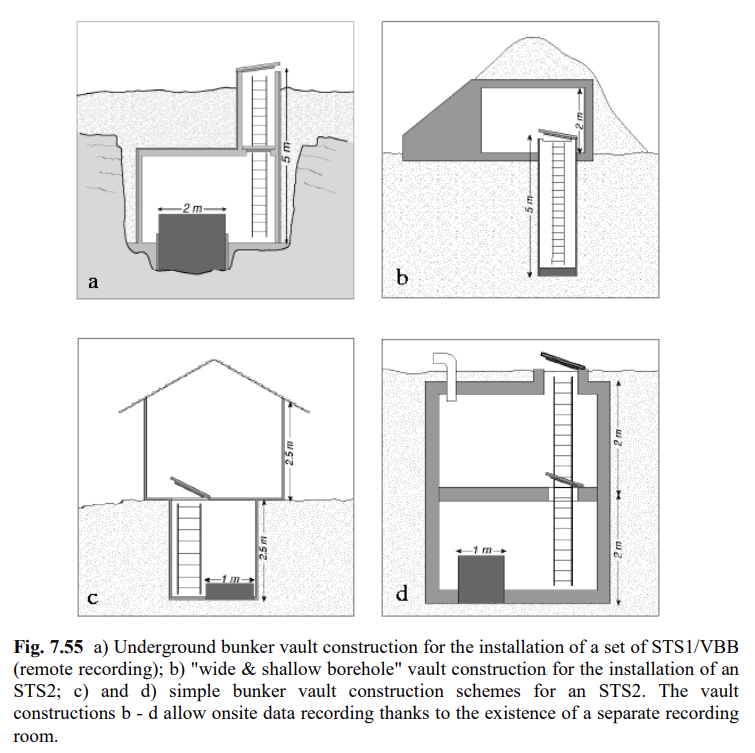 2 m
5 m
a
2 m
5 m
b
2.5 m
2.5 m
1 m
c
2 m
2 m
1 m
d
Fig. 7.55 a) Underground bunker vault construction for the installation of a set of STS1/VBB
(remote recording); b) "wide & shallow borehole" vault construction for the installation of an
STS2; c) and d) simple bunker vault construction schemes for an STS2. The vault
constructions b - d allow onsite data recording thanks to the existence of a separate recording
room.